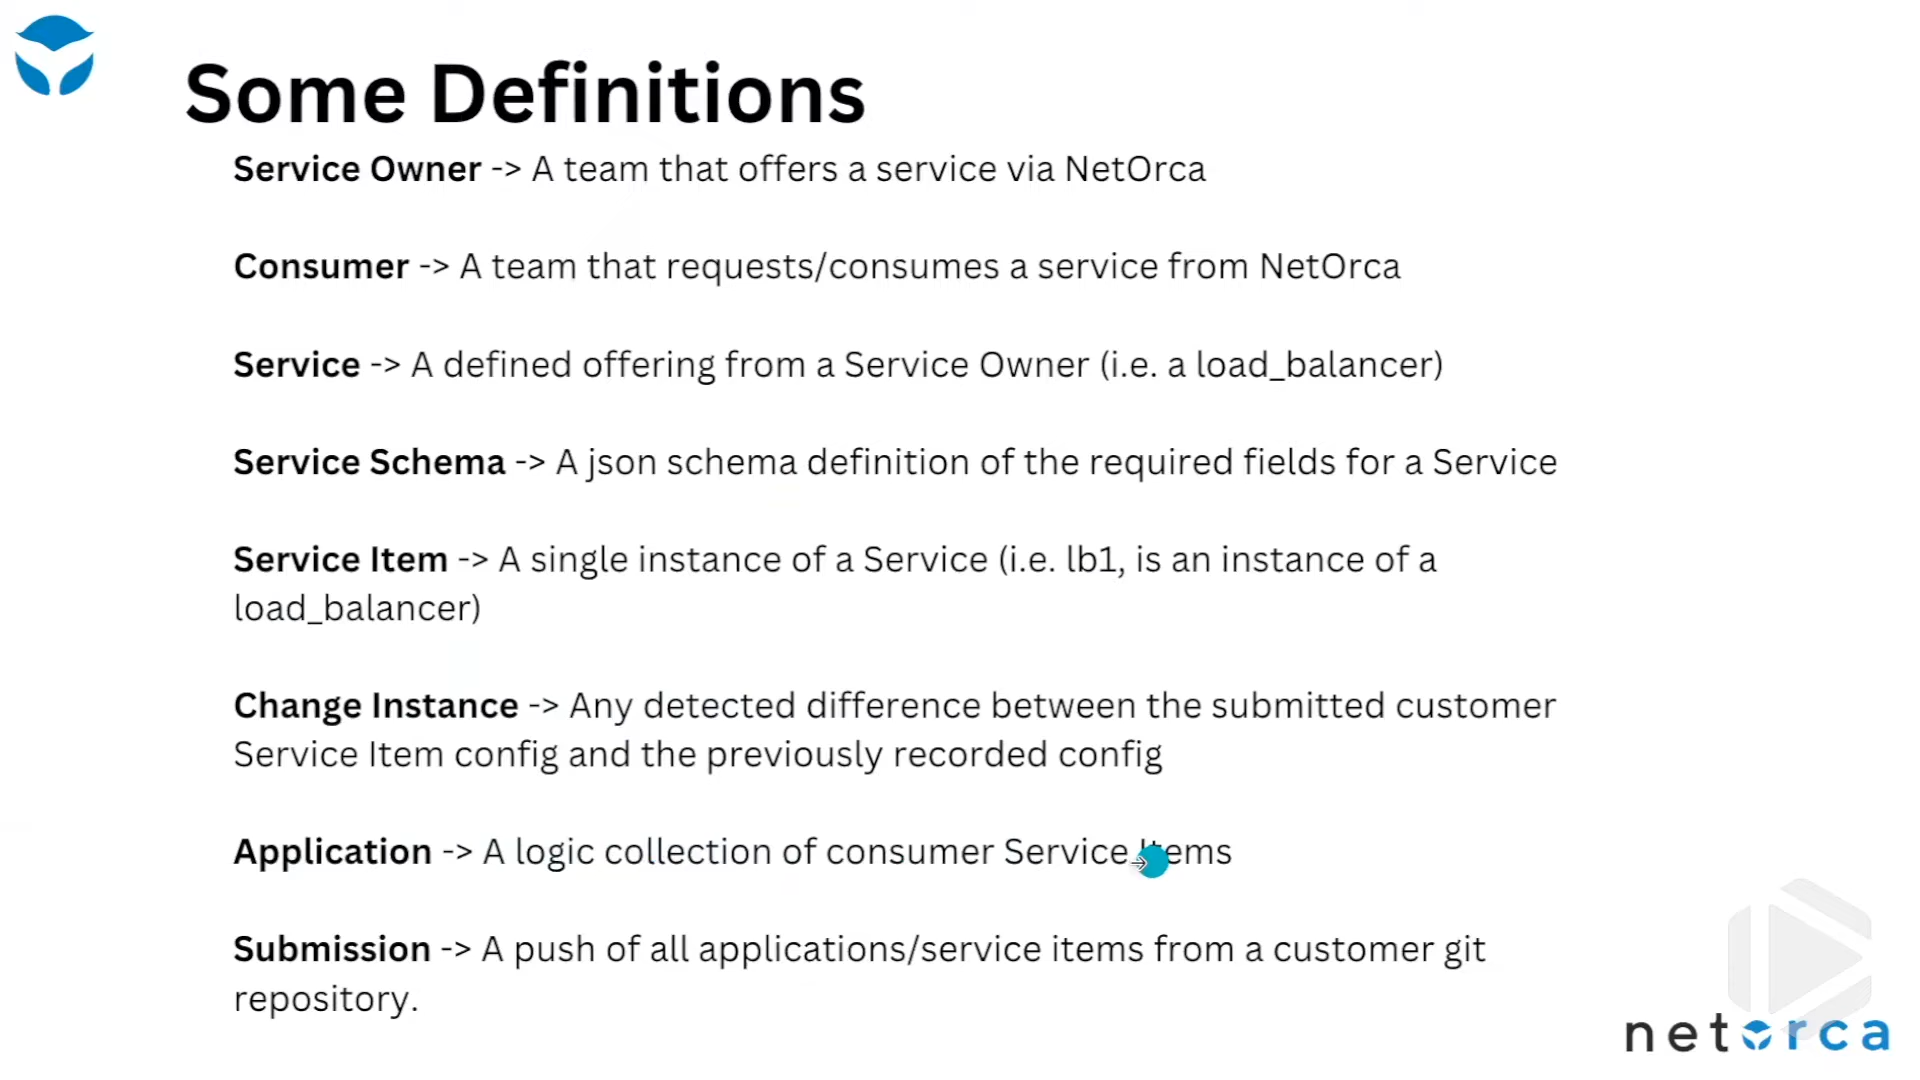 Some Definitions
Service Owner -> A team that offers a service via NetOrca
Consumer -> A team that requests/consumes a service from NetOrca
Service -> A defined offering from a Service Owner (i.e. a load_balancer)
Service Schema -> A json schema definition of the required fields for a Service
Service Item -> A single instance of a Service (i.e. lb1, is an instance of a
load_balancer)
Change Instance -> Any detected difference between the submitted customer
Service Item config and the previously recorded config
Application -> A logic collection of consumer Service Items
Submission -> A push of all applications/service items from a customer git
repository.
netorca